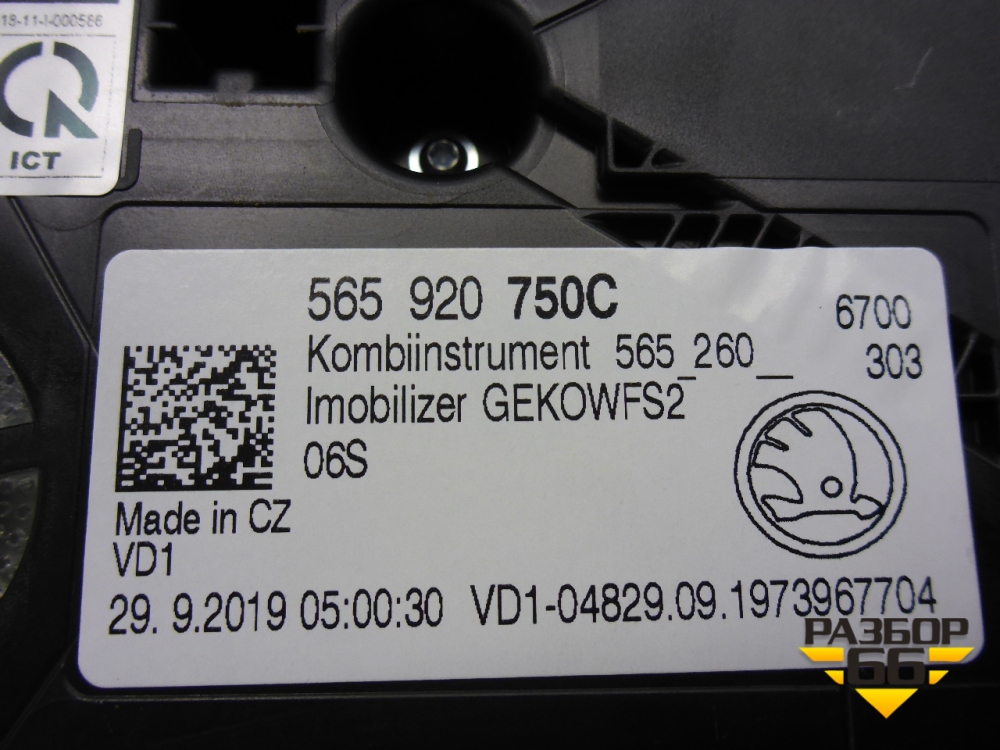 18-11-I-000586
ICT
565 920 750C
6700
303
Kombiinstrument 565_260__
Imobilizer GEKOWFS2
06S
Made in CZ
VD1
29. 9.2019 05:00:30 VD1-04829.09.1973967704
РАЗБОР
66